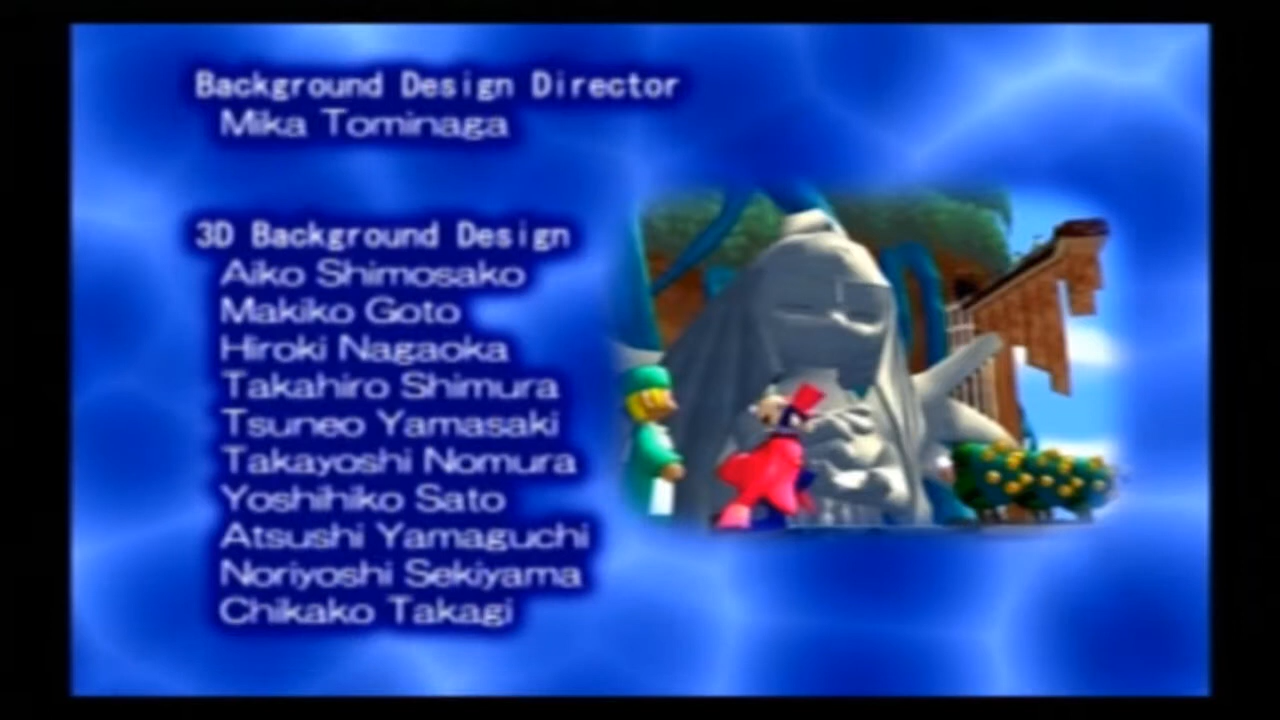 Background Design Director
Mika Tominaga
3D Background Design
Aiko Shimosako
Makiko Goto
Hiroki Nagaoka
Takahiro Shimura
Tsuneo Yamasaki
Takayoshi Nomura
Yoshihiko Sato
Atsushi Yamaguchi
Noriyoshi Sekiyama
Chikako Takagi